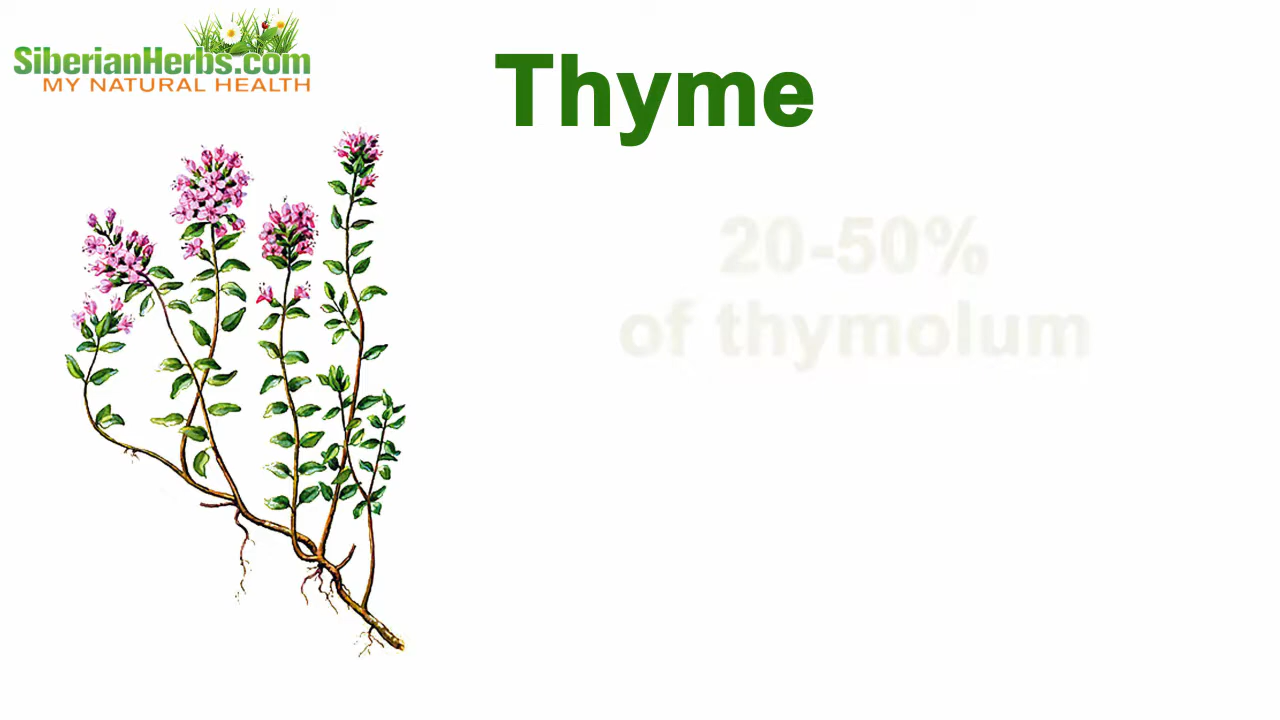 SiberianHerbs.com
MY NATURAL HEALTH
Thyme
20-50%
of thymolum